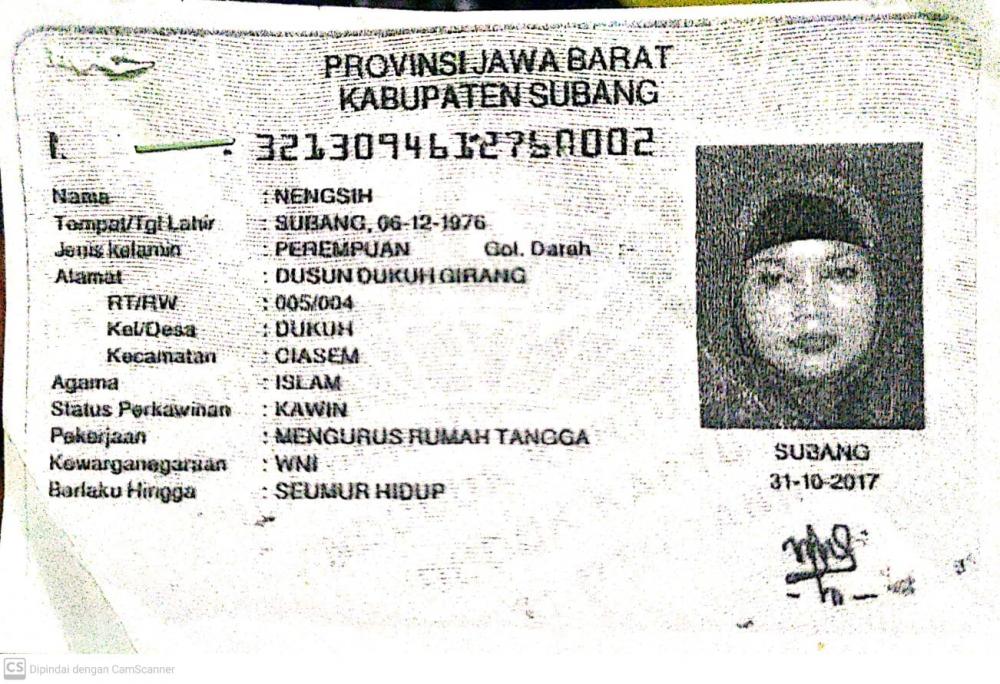 PROVINSI JAWA BARAT
KABUPATEN SUBANG
Nama : NENGSIH
Tempat/Tgl Lahir : SUBANG, 06-12-1976
Jenis kelamin : PEREMPUAN Gol. Darah : -
Alamat : DUSUN DUKUH GIRANG
RT/RW : 005/004
Kel/Desa : DUKUH
Kecamatan : CIASEM
Agama : ISLAM
Status Perkawinan : KAWIN
Pekerjaan : MENGURUS RUMAH TANGGA
Kewarganegaraan : WNI
Berlaku Hingga : SEUMUR HIDUP
SUBANG
31-10-2017
CS Dipindai dengan CamScanner